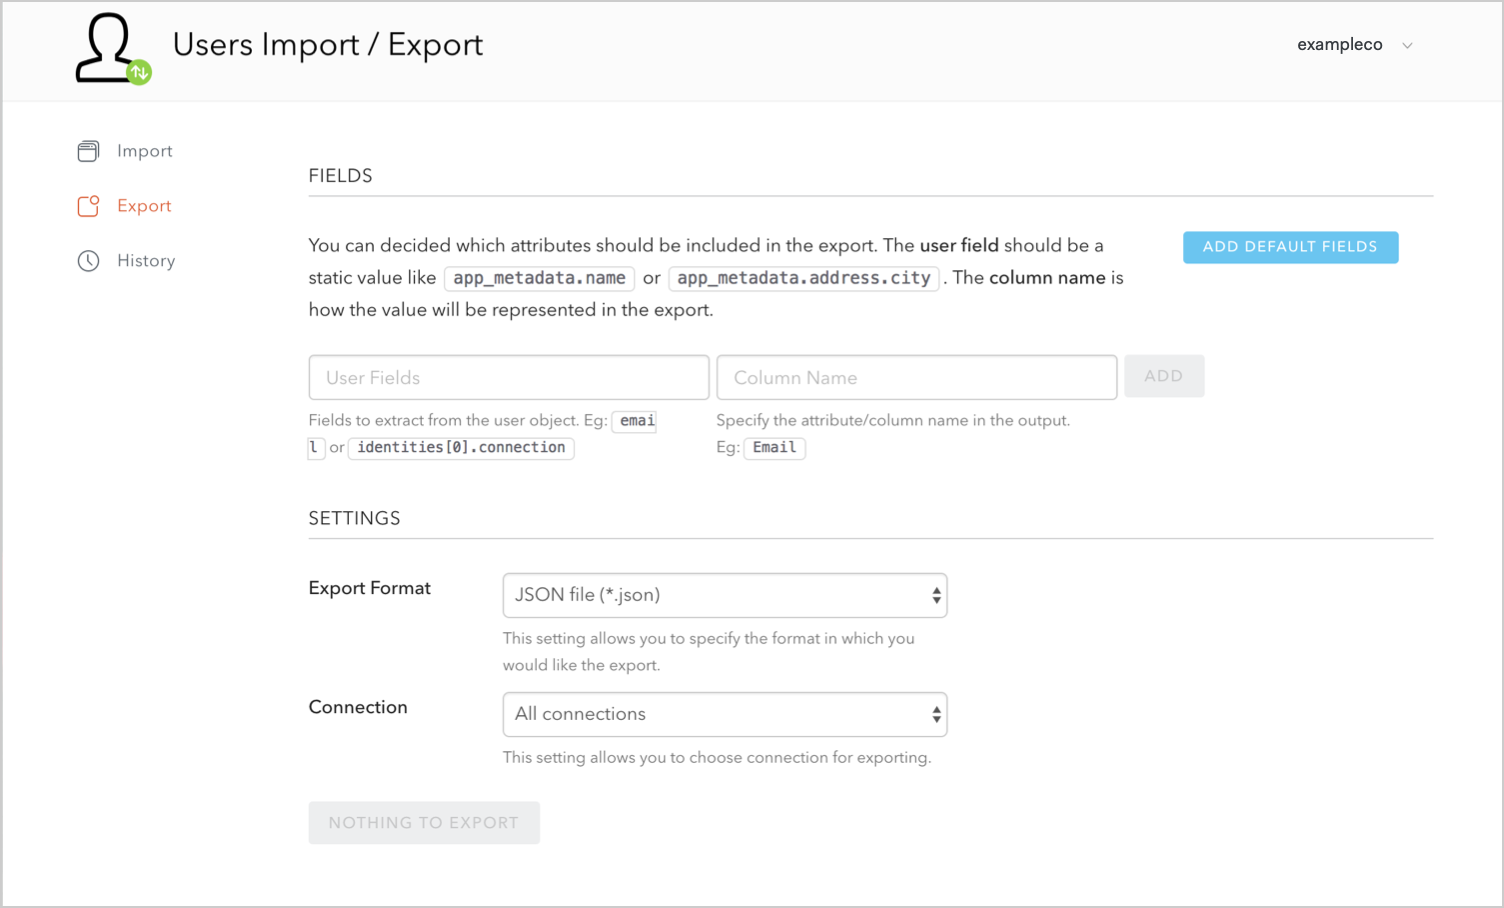 Users Import / Export
exampleco
Import
Export
History
FIELDS
You can decided which attributes should be included in the export. The user field should be a
static value like app_metadata.name or app_metadata.address.city . The column name is
how the value will be represented in the export.
ADD DEFAULT FIELDS
User Fields
Column Name
ADD
Fields to extract from the user object. Eg: emai
l or identities[0].connection
Specify the attribute/column name in the output.
Eg: Email
SETTINGS
Export Format
JSON file (*.json)
This setting allows you to specify the format in which you
would like the export.
Connection
All connections
This setting allows you to choose connection for exporting.
NOTHING TO EXPORT